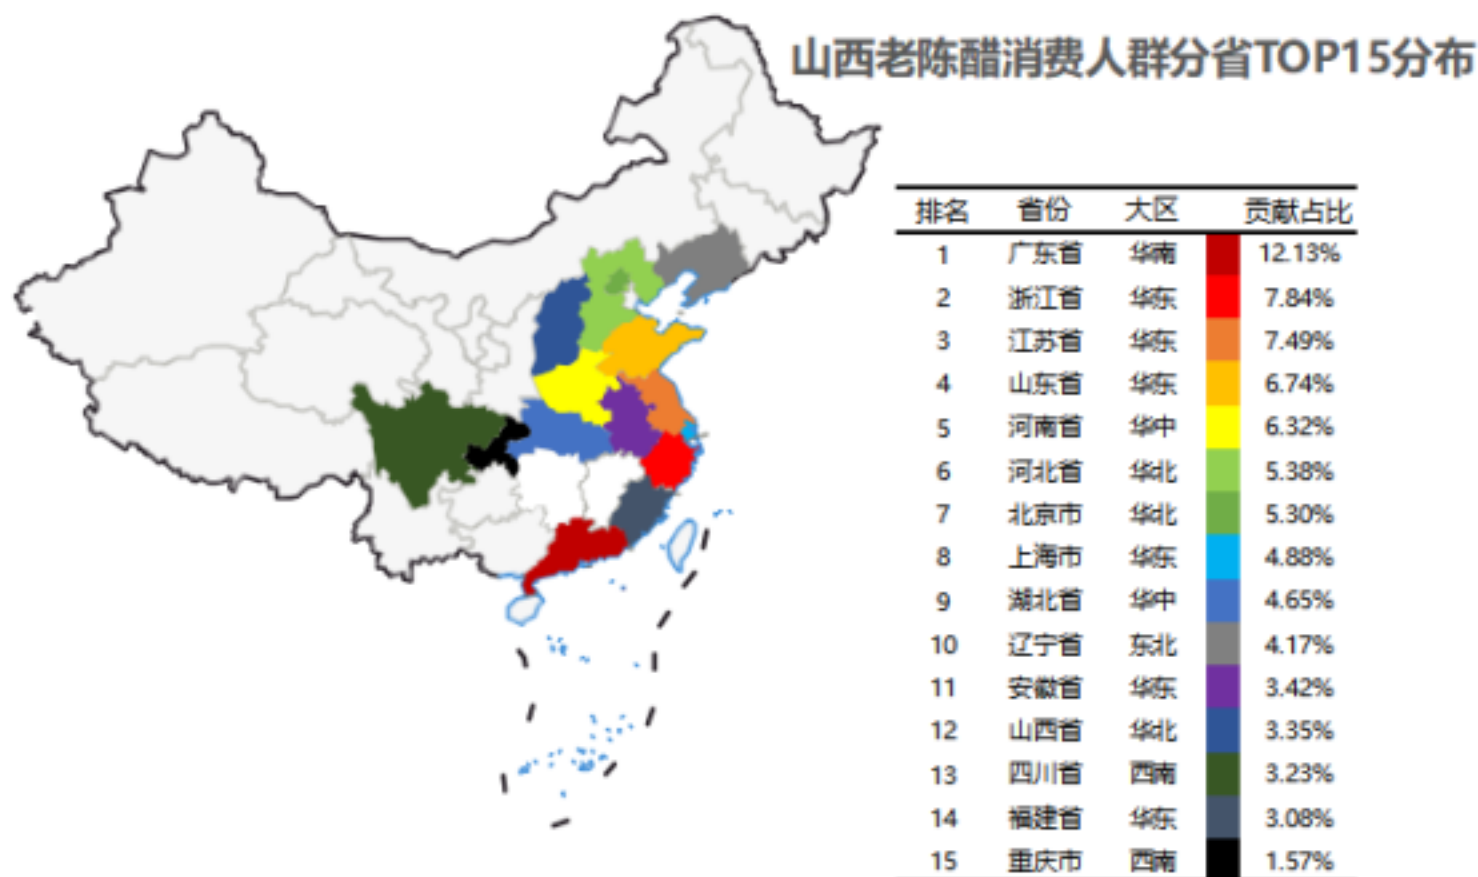 山西老陈醋消费人群分省TOP15分布
排名 省份 大区 贡献占比
1 广东省 华南 12.13%
2 浙江省 华东 7.84%
3 江苏省 华东 7.49%
4 山东省 华东 6.74%
5 河南省 华中 6.32%
6 河北省 华北 5.38%
7 北京市 华北 5.30%
8 上海市 华东 4.88%
9 湖北省 华中 4.65%
10 辽宁省 东北 4.17%
11 安徽省 华东 3.42%
12 山西省 华北 3.35%
13 四川省 西南 3.23%
14 福建省 华东 3.08%
15 重庆市 西南 1.57%